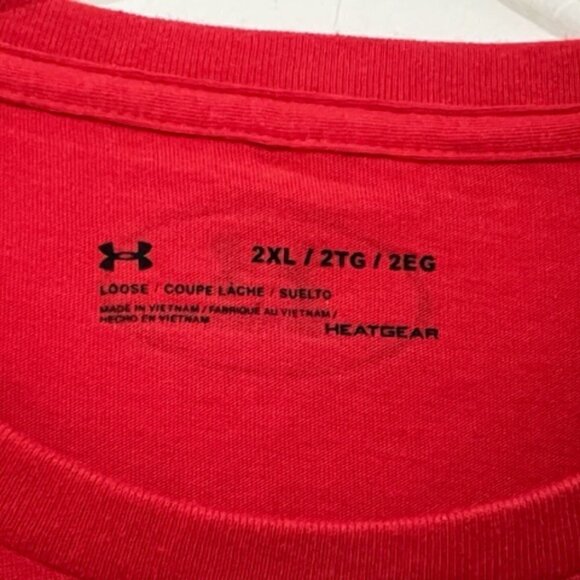 2XL / 2TG / 2EG
LOOSE / COUPE LÂCHE / SUELTO
MADE IN VIETNAM / FABRIQUÉ AU VIETNAM /
HECHO EN VIETNAM
HEATGEAR